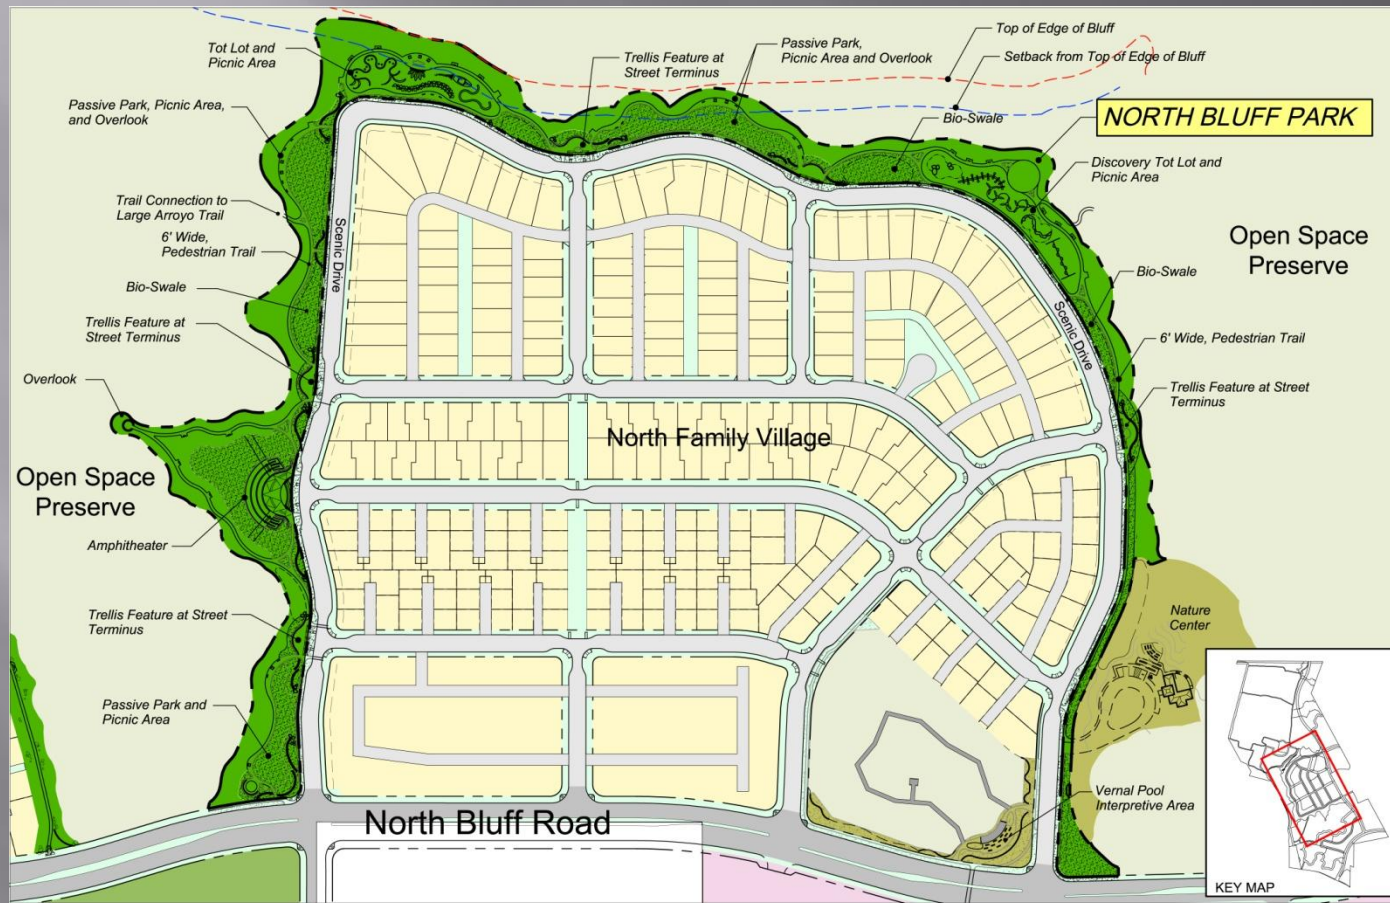 Top of Edge of Bluff
Setback from Top of Edge of Bluff
Tot Lot and
Picnic Area
Trellis Feature at
Street Terminus
Passive Park,
Picnic Area and Overlook
NORTH BLUFF PARK
Bio-Swale
Passive Park, Picnic Area,
and Overlook
Discovery Tot Lot and
Picnic Area
Trail Connection to
Large Arroyo Trail
6' Wide,
Pedestrian Trail
Scenic Drive
Open Space
Preserve
Bio-Swale
Bio-Swale
Trellis Feature at
Street Terminus
Scenic Drive
6' Wide, Pedestrian Trail
Overlook
Trellis Feature at Street
Terminus
North Family Village
Open Space
Preserve
Amphitheater
Trellis Feature at Street
Terminus
Nature
Center
Passive Park and
Picnic Area
Vernal Pool
Interpretive Area
North Bluff Road
KEY MAP